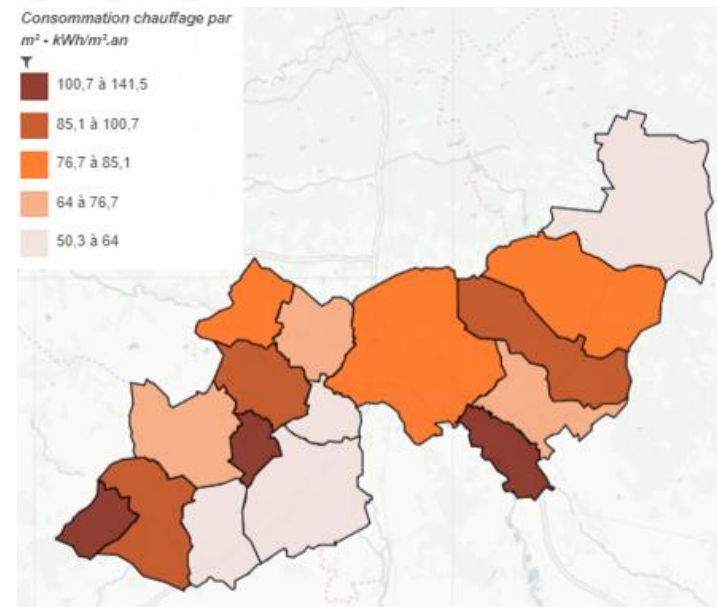 Consommation chauffage par
m² - kWh/m².an
100,7 à 141,5
85,1 à 100,7
76,7 à 85,1
64 à 76,7
50,3 à 64